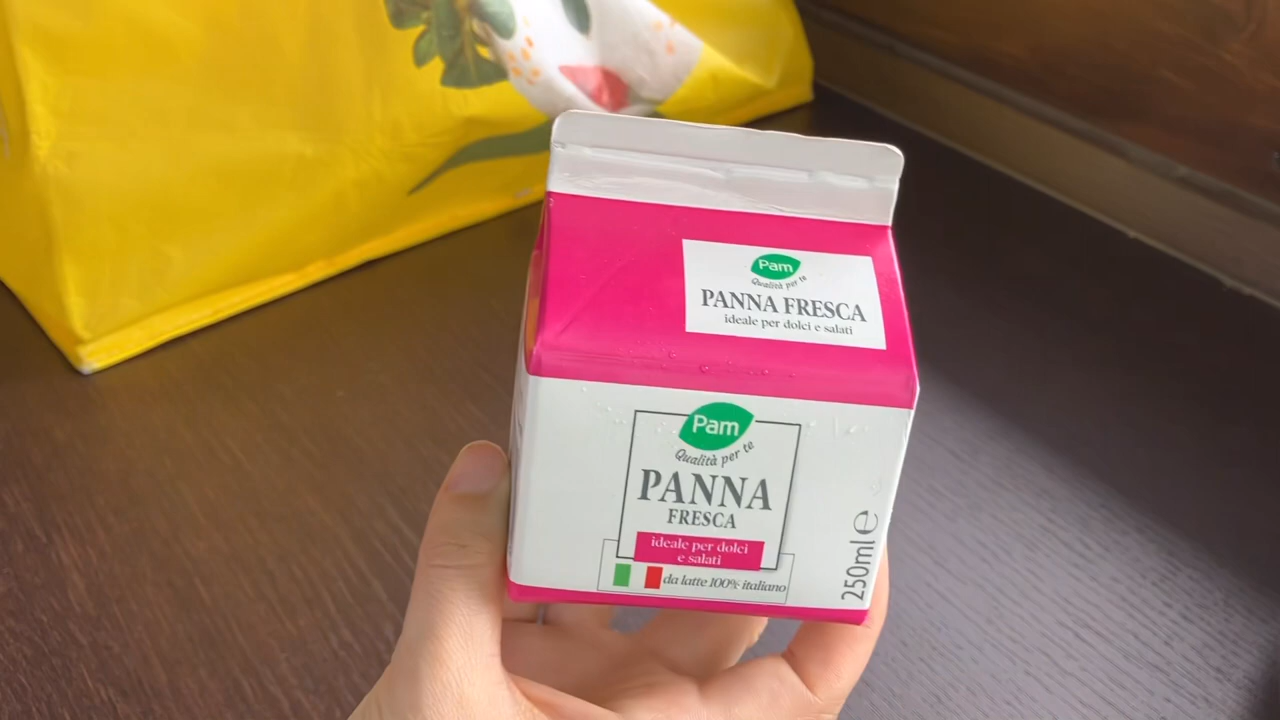 Pam
Qualità per te
PANNA FRESCA
ideale per dolci e salati
Pam
Qualità per te
PANNA
FRESCA
ideale per dolci
e salati
da latte 100% italiano
250ml ℮